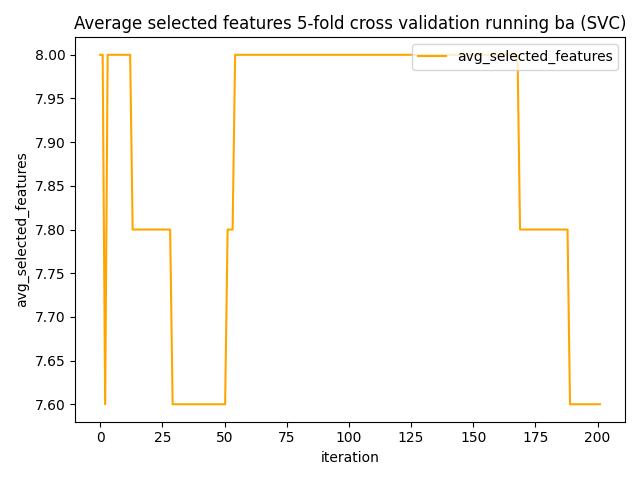 Average selected features 5-fold cross validation running ba (SVC)
avg_selected_features
8.00
7.95
7.90
7.85
7.80
7.75
7.70
7.65
7.60
avg_selected_features
0 25 50 75 100 125 150 175 200
iteration